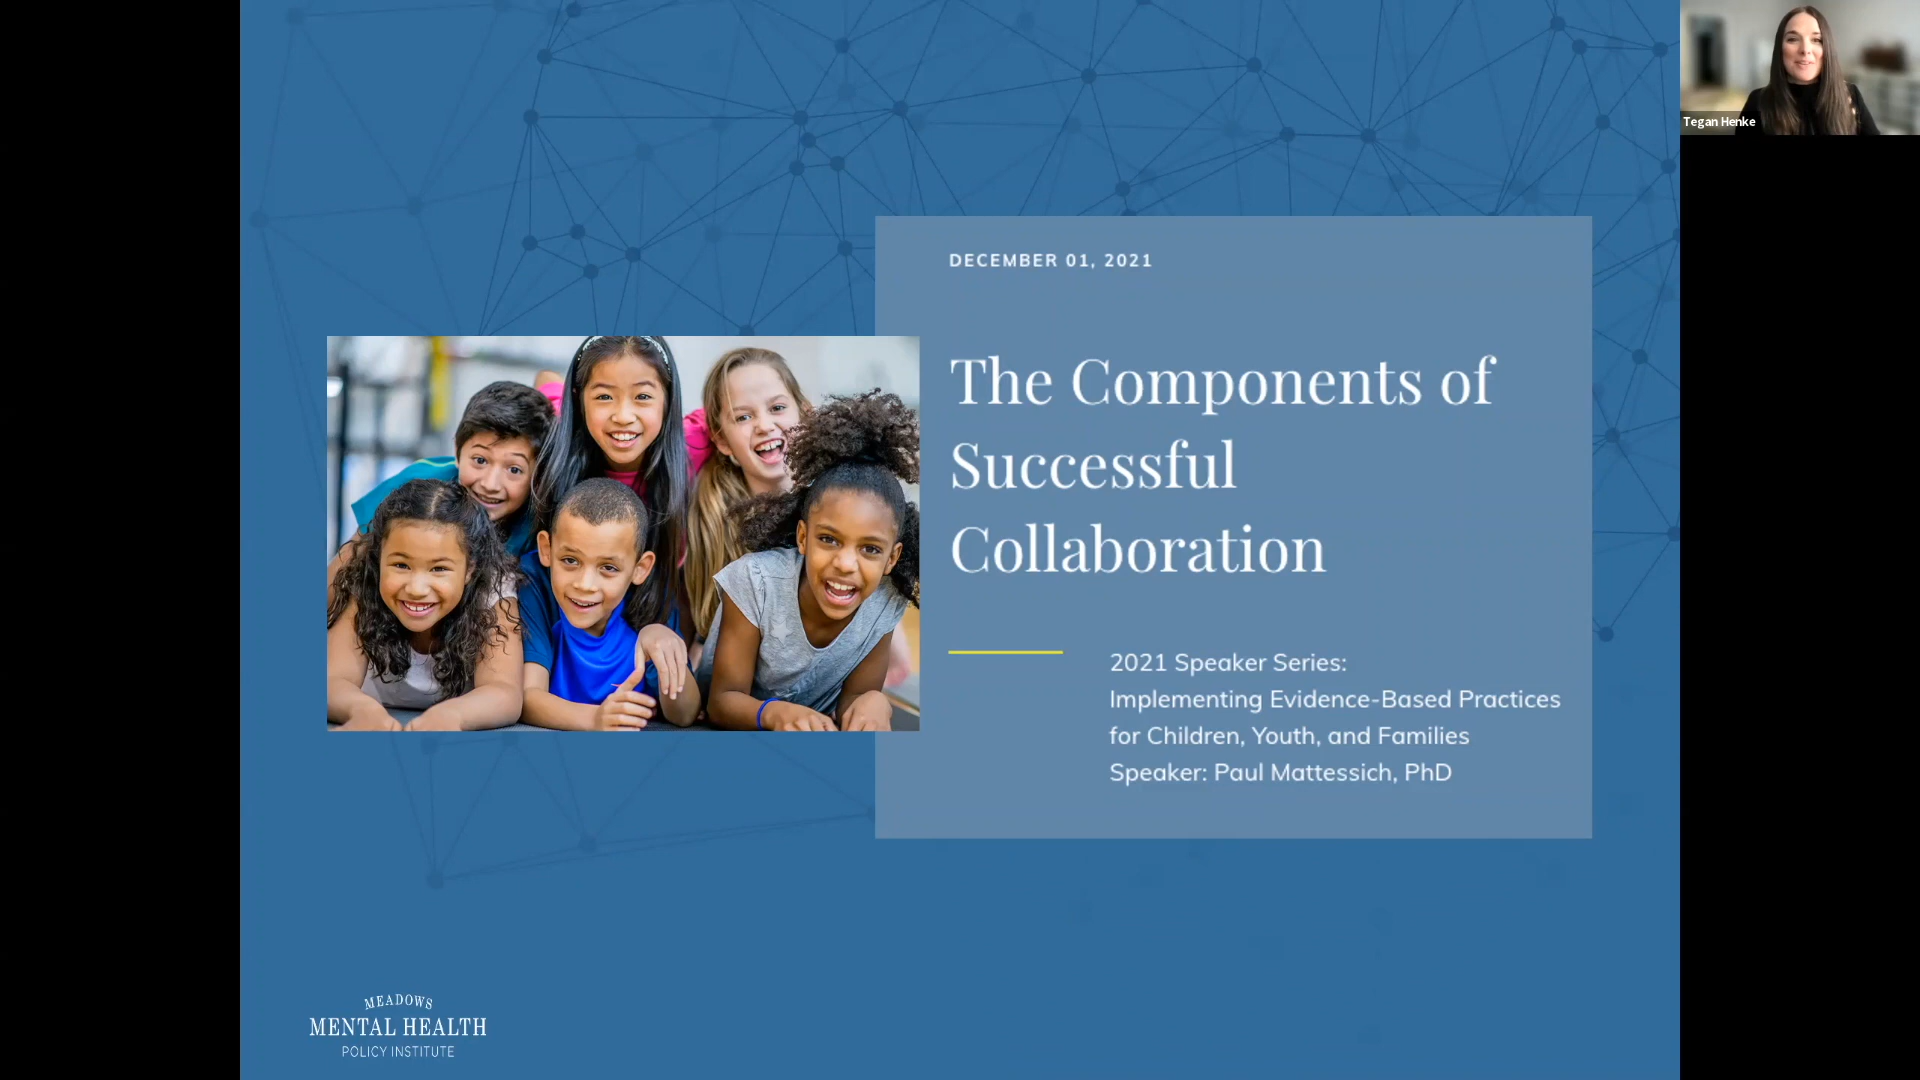 Tegan Henke
DECEMBER 01, 2021
The Components of
Successful
Collaboration
2021 Speaker Series:
Implementing Evidence-Based Practices
for Children, Youth, and Families
Speaker: Paul Mattessich, PhD
MEADOWS
MENTAL HEALTH
POLICY INSTITUTE